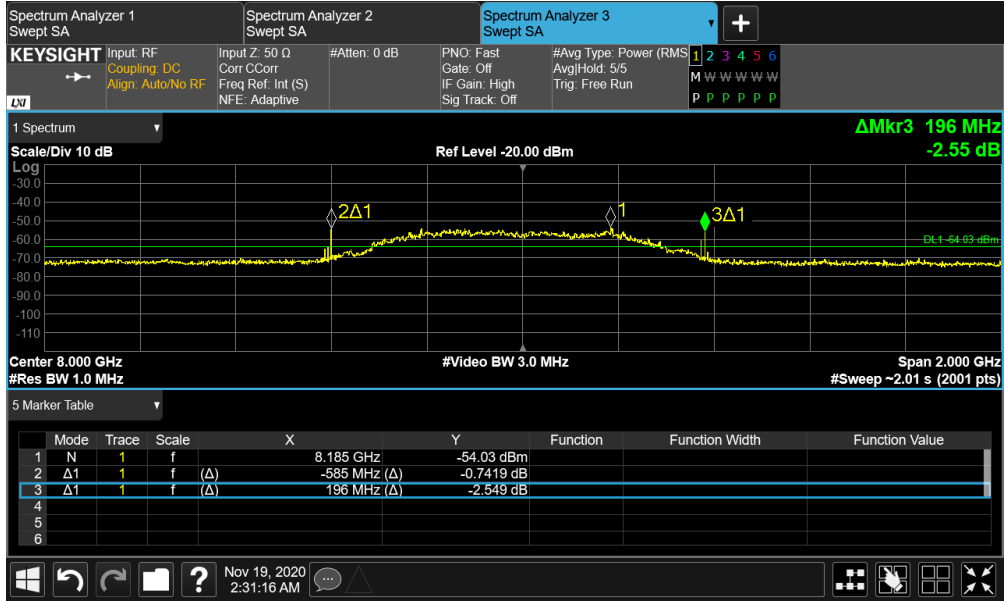 Spectrum Analyzer 1
Swept SA
Spectrum Analyzer 2
Swept SA
Spectrum Analyzer 3
Swept SA
▼
+
KEYSIGHT
LXI
Input: RF
Coupling: DC
Align: Auto/No RF
Input Z: 50 Ω
Corr CCorr
Freq Ref: Int (S)
NFE: Adaptive
#Atten: 0 dB
PNO: Fast
Gate: Off
IF Gain: High
Sig Track: Off
#Avg Type: Power (RMS
Avg|Hold: 5/5
Trig: Free Run
1 2 3 4 5 6
M W W W W W
P P P P P P
1 Spectrum ▼
ΔMkr3 196 MHz
-2.55 dB
Scale/Div 10 dB
Ref Level -20.00 dBm
Log
-30.0
-40.0
-50.0
-60.0
-70.0
-80.0
-90.0
-100
-110
2Δ1
1
3Δ1
DL1 -64.03 dBm
Center 8.000 GHz
#Video BW 3.0 MHz
Span 2.000 GHz
#Res BW 1.0 MHz
#Sweep ~2.01 s (2001 pts)
5 Marker Table ▼
Mode Trace Scale X Y Function Function Width Function Value
1 N 1 f 8.185 GHz -54.03 dBm
2 Δ1 1 f (Δ) -585 MHz (Δ) -0.7419 dB
3 Δ1 1 f (Δ) 196 MHz (Δ) -2.549 dB
4
5
6
?
Nov 19, 2020
2:31:16 AM